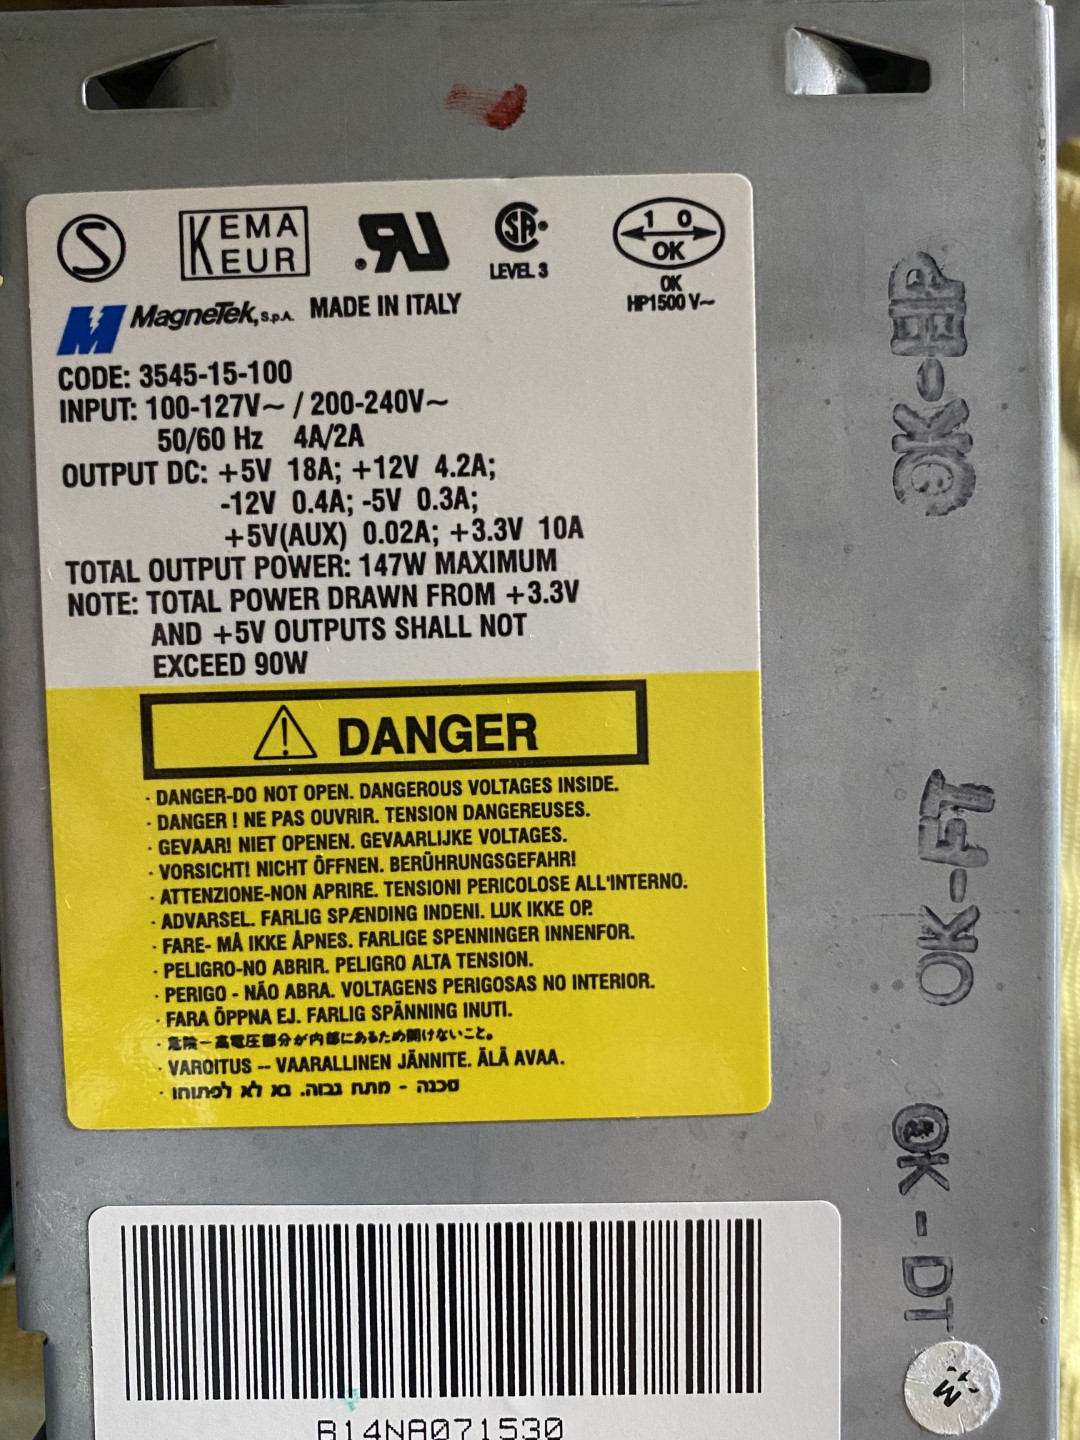 S
KEMA
KEUR
RU
SA
LEVEL 3
1 0
OK
OK
HP1500 V~
MagneTek, S.p.A. MADE IN ITALY
CODE: 3545-15-100
INPUT: 100-127V~ / 200-240V~
50/60 Hz 4A/2A
OUTPUT DC: +5V 18A; +12V 4.2A;
-12V 0.4A; -5V 0.3A;
+5V(AUX) 0.02A; +3.3V 10A
TOTAL OUTPUT POWER: 147W MAXIMUM
NOTE: TOTAL POWER DRAWN FROM +3.3V
AND +5V OUTPUTS SHALL NOT
EXCEED 90W
DANGER
· DANGER-DO NOT OPEN. DANGEROUS VOLTAGES INSIDE.
· DANGER ! NE PAS OUVRIR. TENSION DANGEREUSES.
· GEVAAR! NIET OPENEN. GEVAARLIJKE VOLTAGES.
· VORSICHT! NICHT ÖFFNEN. BERÜHRUNGSGEFAHR!
· ATTENZIONE-NON APRIRE. TENSIONI PERICOLOSE ALL'INTERNO.
· ADVARSEL. FARLIG SPÆNDING INDENI. LUK IKKE OP.
· FARE- MÅ IKKE ÅPNES. FARLIGE SPENNINGER INNENFOR.
· PELIGRO-NO ABRIR. PELIGRO ALTA TENSION.
· PERIGO - NÃO ABRA. VOLTAGENS PERIGOSAS NO INTERIOR.
· FARA ÖPPNA EJ. FARLIG SPÄNNING INUTI.
· 危険－高電圧部分が内部にあるため開けないこと。
· VAROITUS -- VAARALLINEN JÄNNITE. ÄLÄ AVAA.
· סכנה - מתח גבוה. נא לא לפתוחו
B14NA071530
OK-HP
OK-FT
OK-DT